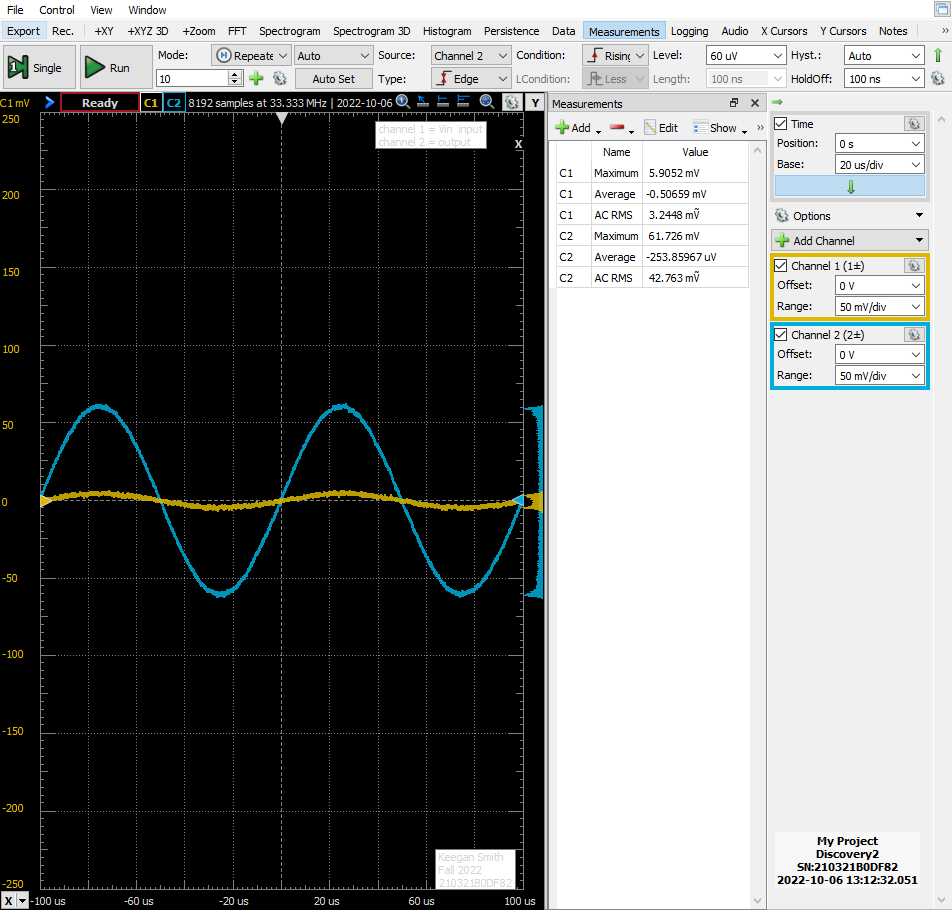 File Control View Window
Export Rec. +XY +XYZ 3D +Zoom FFT Spectrogram Spectrogram 3D Histogram Persistence Data Measurements Logging Audio X Cursors Y Cursors Notes »
Single Run Mode: Repeated Auto Source: Channel 2 Condition: Rising Level: 60 uV Hyst.: Auto
10 Auto Set Type: Edge LCondition: Less Length: 100 ns HoldOff: 100 ns
C1 mV Ready C1 C2 8192 samples at 33.333 MHz | 2022-10-06 Y
channel 1 = Vin input
channel 2 = output
X
250
200
150
100
50
0
-50
-100
-150
-200
-250
Keegan Smith
Fall 2022
210321B0DF82
X -100 us -60 us -20 us 20 us 60 us 100 us
Measurements
Add Edit Show »
Name Value
C1 Maximum 5.9052 mV
C1 Average -0.50659 mV
C1 AC RMS 3.2448 mṼ
C2 Maximum 61.726 mV
C2 Average -253.85967 uV
C2 AC RMS 42.763 mṼ
Time
Position: 0 s
Base: 20 us/div
Options
Add Channel
Channel 1 (1±)
Offset: 0 V
Range: 50 mV/div
Channel 2 (2±)
Offset: 0 V
Range: 50 mV/div
My Project
Discovery2
SN:210321B0DF82
2022-10-06 13:12:32.051